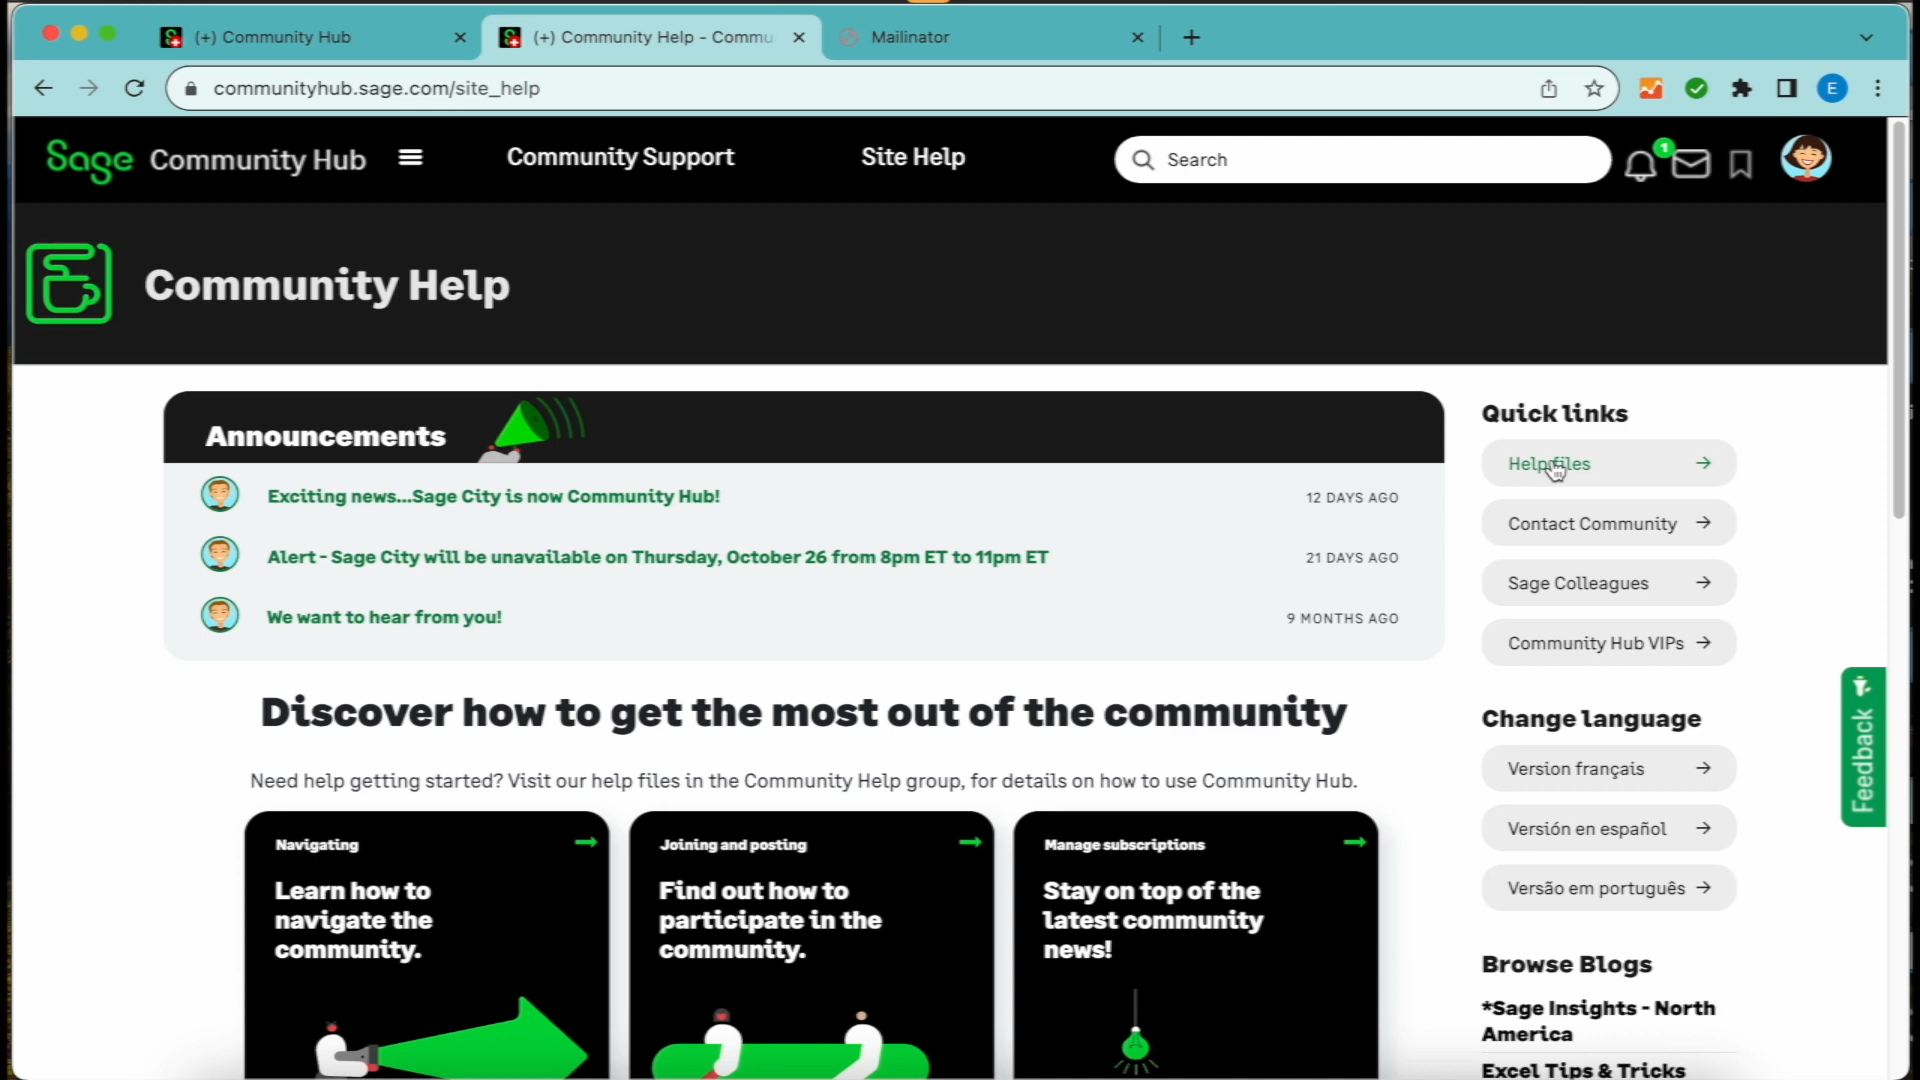 (+) Community Hub
(+) Community Help - Commu
Mailinator
communityhub.sage.com/site_help
E
Sage Community Hub
Community Support
Site Help
Search
1
Community Help
Announcements
Exciting news...Sage City is now Community Hub!
12 DAYS AGO
Alert - Sage City will be unavailable on Thursday, October 26 from 8pm ET to 11pm ET
21 DAYS AGO
We want to hear from you!
9 MONTHS AGO
Discover how to get the most out of the community
Need help getting started? Visit our help files in the Community Help group, for details on how to use Community Hub.
Navigating
Learn how to
navigate the
community.
Joining and posting
Find out how to
participate in the
community.
Manage subscriptions
Stay on top of the
latest community
news!
Quick links
Help files
Contact Community
Sage Colleagues
Community Hub VIPs
Change language
Version français
Versión en español
Versão em português
Browse Blogs
*Sage Insights - North
America
Excel Tips & Tricks
Feedback